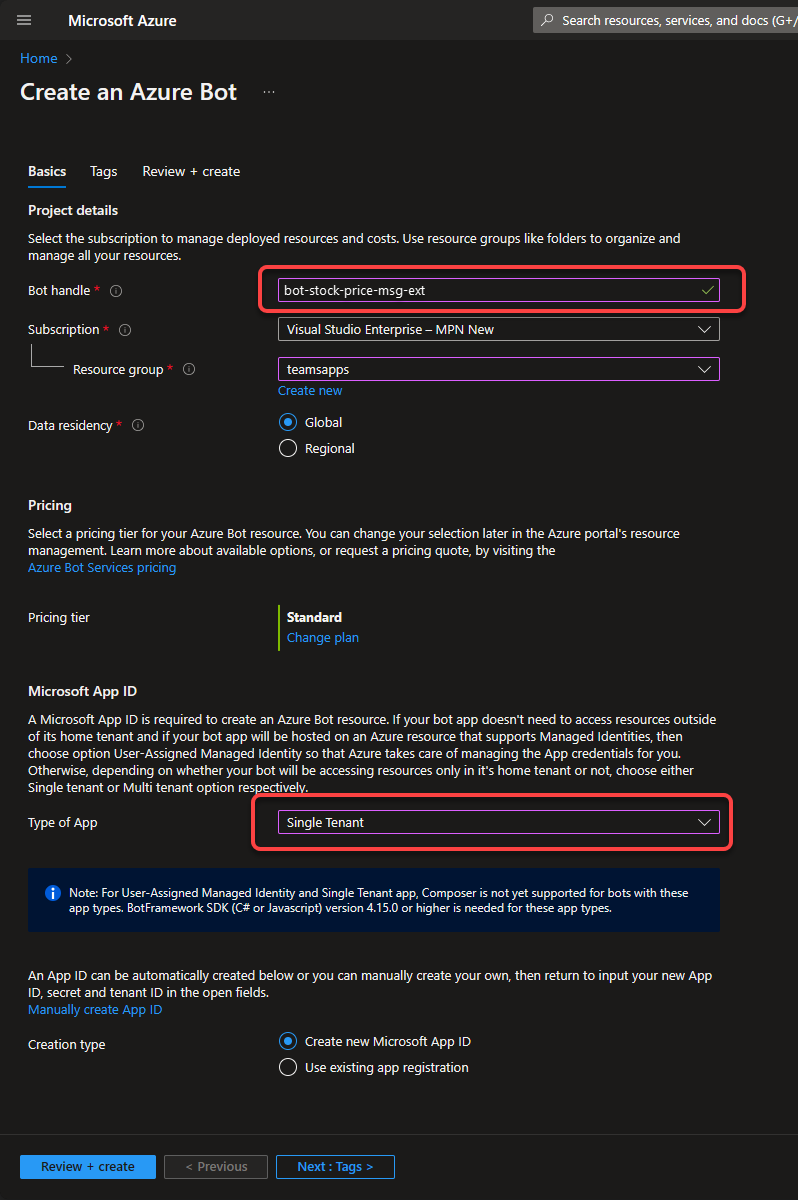 Microsoft Azure
Search resources, services, and docs (G+/
Home
Create an Azure Bot
...
Basics
Tags
Review + create
Project details
Select the subscription to manage deployed resources and costs. Use resource groups like folders to organize and
manage all your resources.
Bot handle *
bot-stock-price-msg-ext
Subscription *
Visual Studio Enterprise – MPN New
Resource group *
teamsapps
Create new
Data residency *
Global
Regional
Pricing
Select a pricing tier for your Azure Bot resource. You can change your selection later in the Azure portal's resource
management. Learn more about available options, or request a pricing quote, by visiting the
Azure Bot Services pricing
Pricing tier
Standard
Change plan
Microsoft App ID
A Microsoft App ID is required to create an Azure Bot resource. If your bot app doesn't need to access resources outside
of its home tenant and if your bot app will be hosted on an Azure resource that supports Managed Identities, then
choose option User-Assigned Managed Identity so that Azure takes care of managing the App credentials for you.
Otherwise, depending on whether your bot will be accessing resources only in it's home tenant or not, choose either
Single tenant or Multi tenant option respectively.
Type of App
Single Tenant
Note: For User-Assigned Managed Identity and Single Tenant app, Composer is not yet supported for bots with these
app types. BotFramework SDK (C# or Javascript) version 4.15.0 or higher is needed for these app types.
An App ID can be automatically created below or you can manually create your own, then return to input your new App
ID, secret and tenant ID in the open fields.
Manually create App ID
Creation type
Create new Microsoft App ID
Use existing app registration
Review + create
< Previous
Next : Tags >